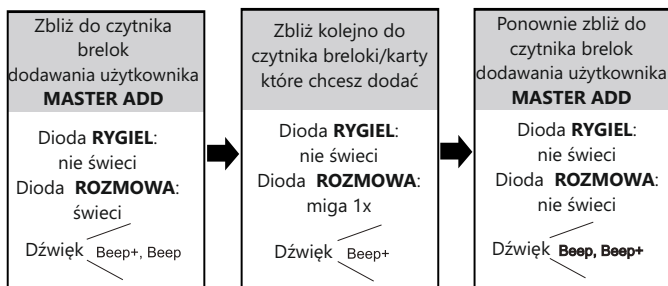 Zbliż do czytnika
brelok
dodawania użytkownika
MASTER ADD
Dioda RYGIEL:
nie świeci
Dioda ROZMOWA:
świeci
Dźwięk Beep+, Beep
Zbliż kolejno do
czytnika breloki/karty
które chcesz dodać
Dioda RYGIEL:
nie świeci
Dioda ROZMOWA:
miga 1x
Dźwięk Beep+
Ponownie zbliż do
czytnika brelok
dodawania użytkownika
MASTER ADD
Dioda RYGIEL:
nie świeci
Dioda ROZMOWA:
nie świeci
Dźwięk Beep, Beep+